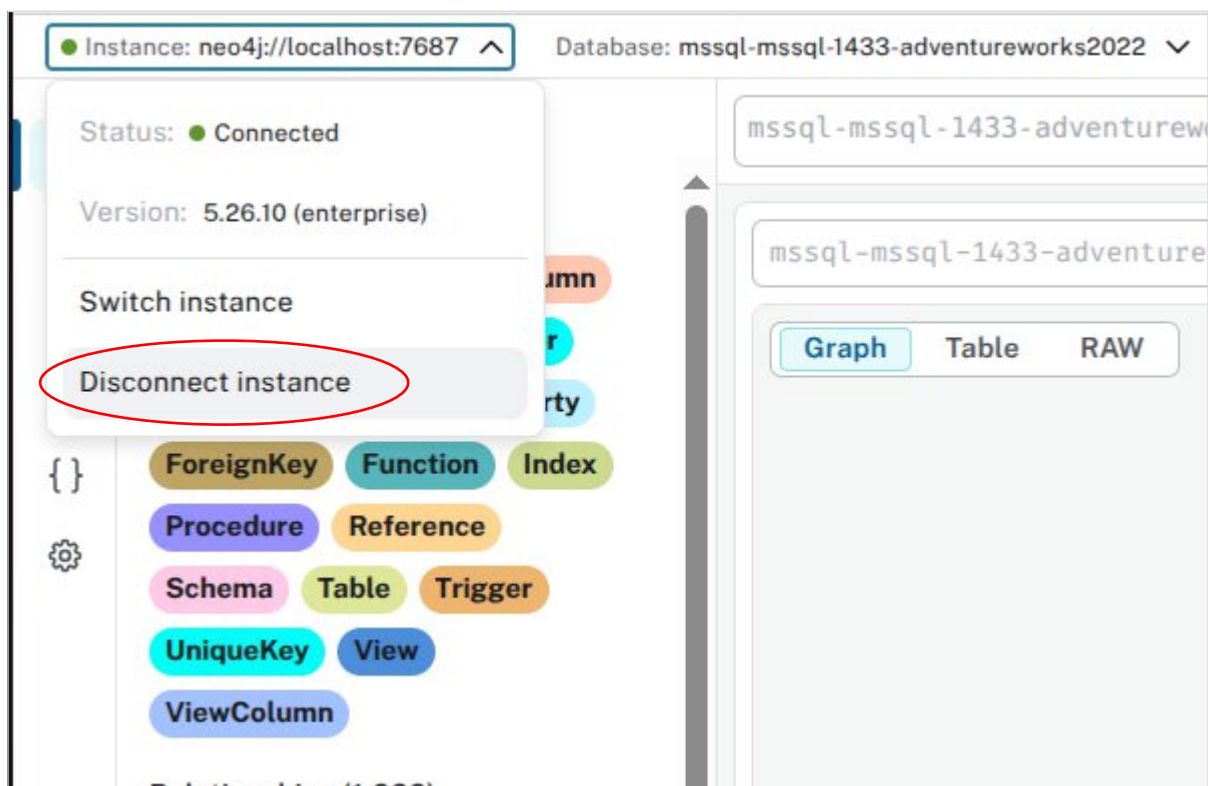 Instance: neo4j://localhost:7687 Database: mssql-mssql-1433-adventureworks2022
Status: Connected
Version: 5.26.10 (enterprise)
Switch instance
Disconnect instance
umn
r
rty
ForeignKey Function Index
Procedure Reference
Schema Table Trigger
UniqueKey View
ViewColumn
mssql-mssql-1433-adventurew
mssql-mssql-1433-adventure
Graph Table RAW